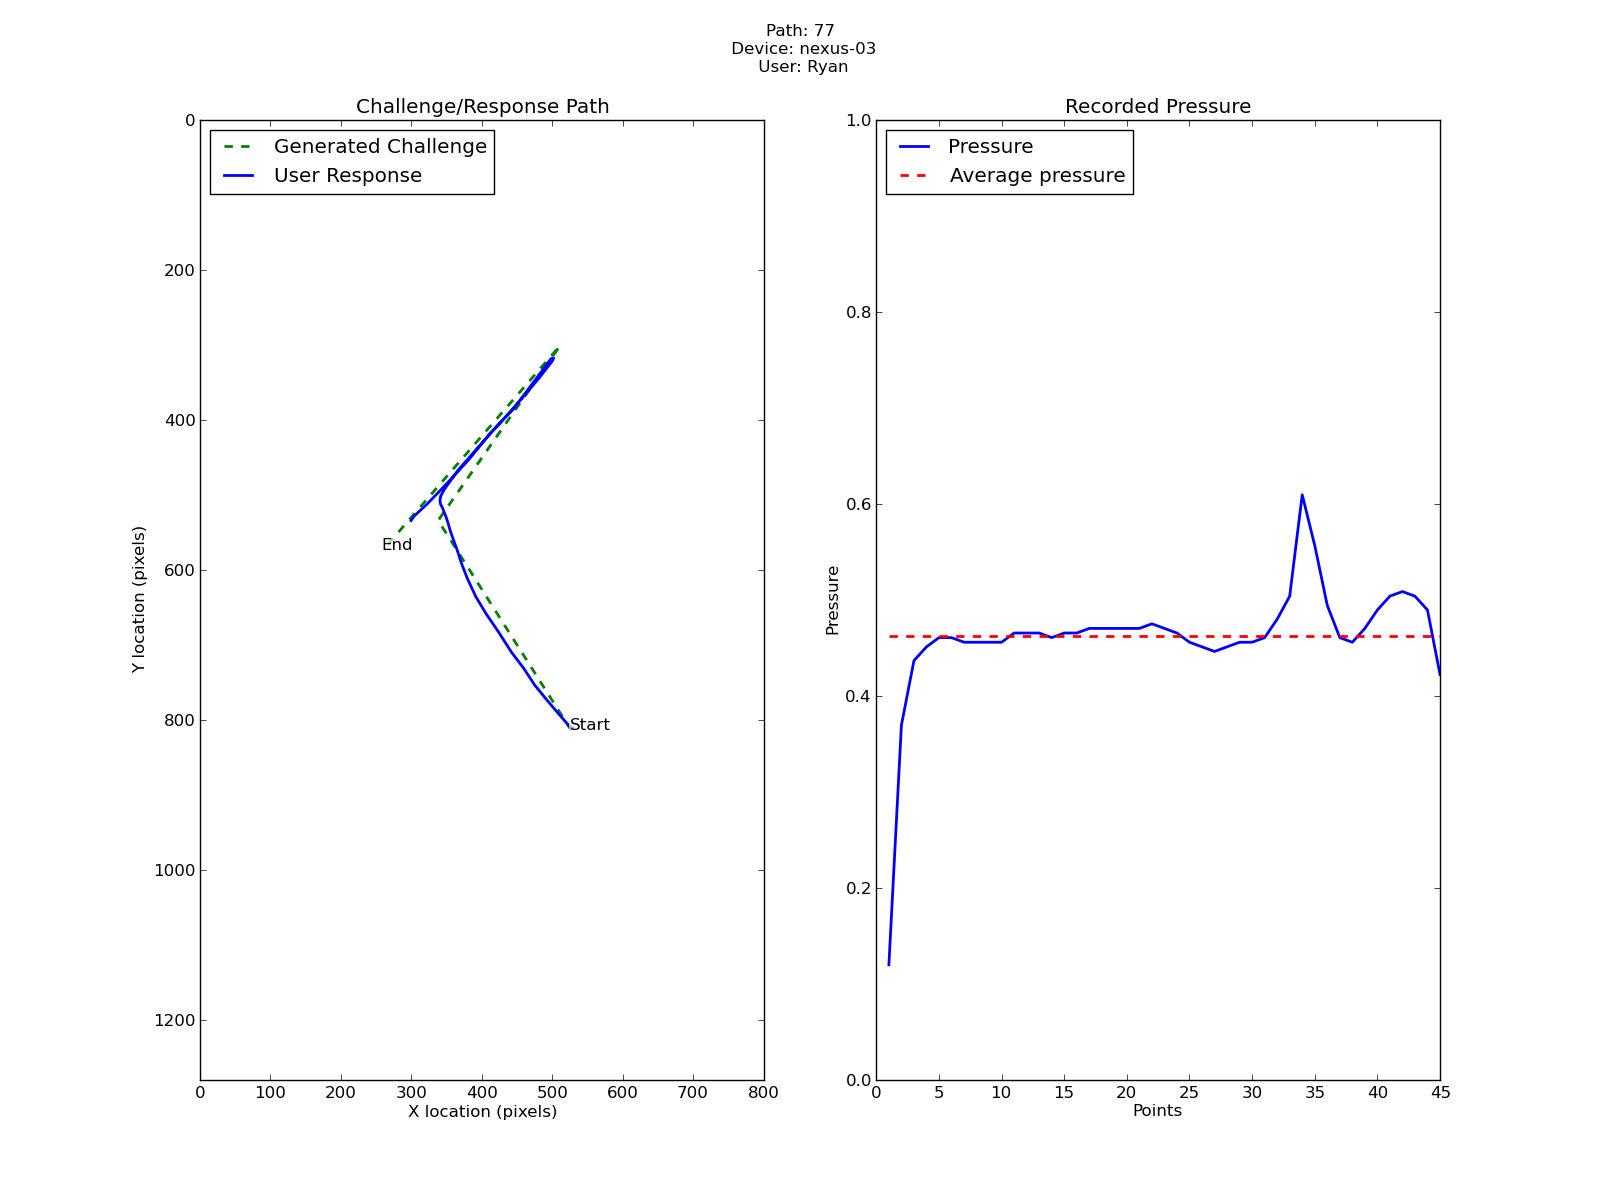 Path: 77
Device: nexus-03
User: Ryan
Challenge/Response Path
Generated Challenge
User Response
0
200
400
600
800
1000
1200
Y location (pixels)
End
Start
0 100 200 300 400 500 600 700 800
X location (pixels)
Recorded Pressure
Pressure
Average pressure
1.0
0.8
0.6
0.4
0.2
0.0
Pressure
0 5 10 15 20 25 30 35 40 45
Points